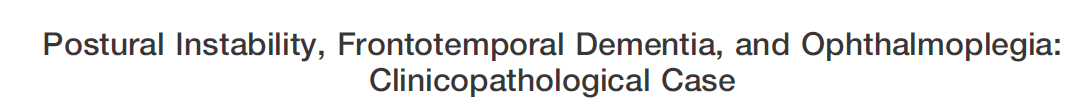 Postural Instability, Frontotemporal Dementia, and Ophthalmoplegia:
Clinicopathological Case